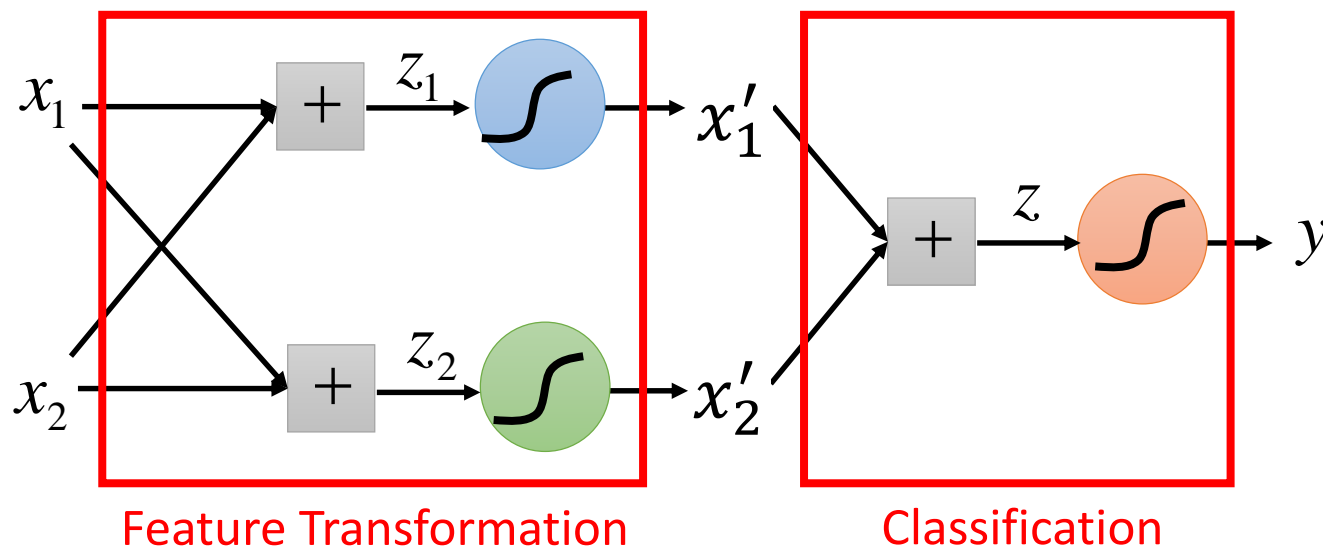 x₁ + z₁ x′₁
+ z y
x₂ + z₂ x′₂
Feature Transformation Classification